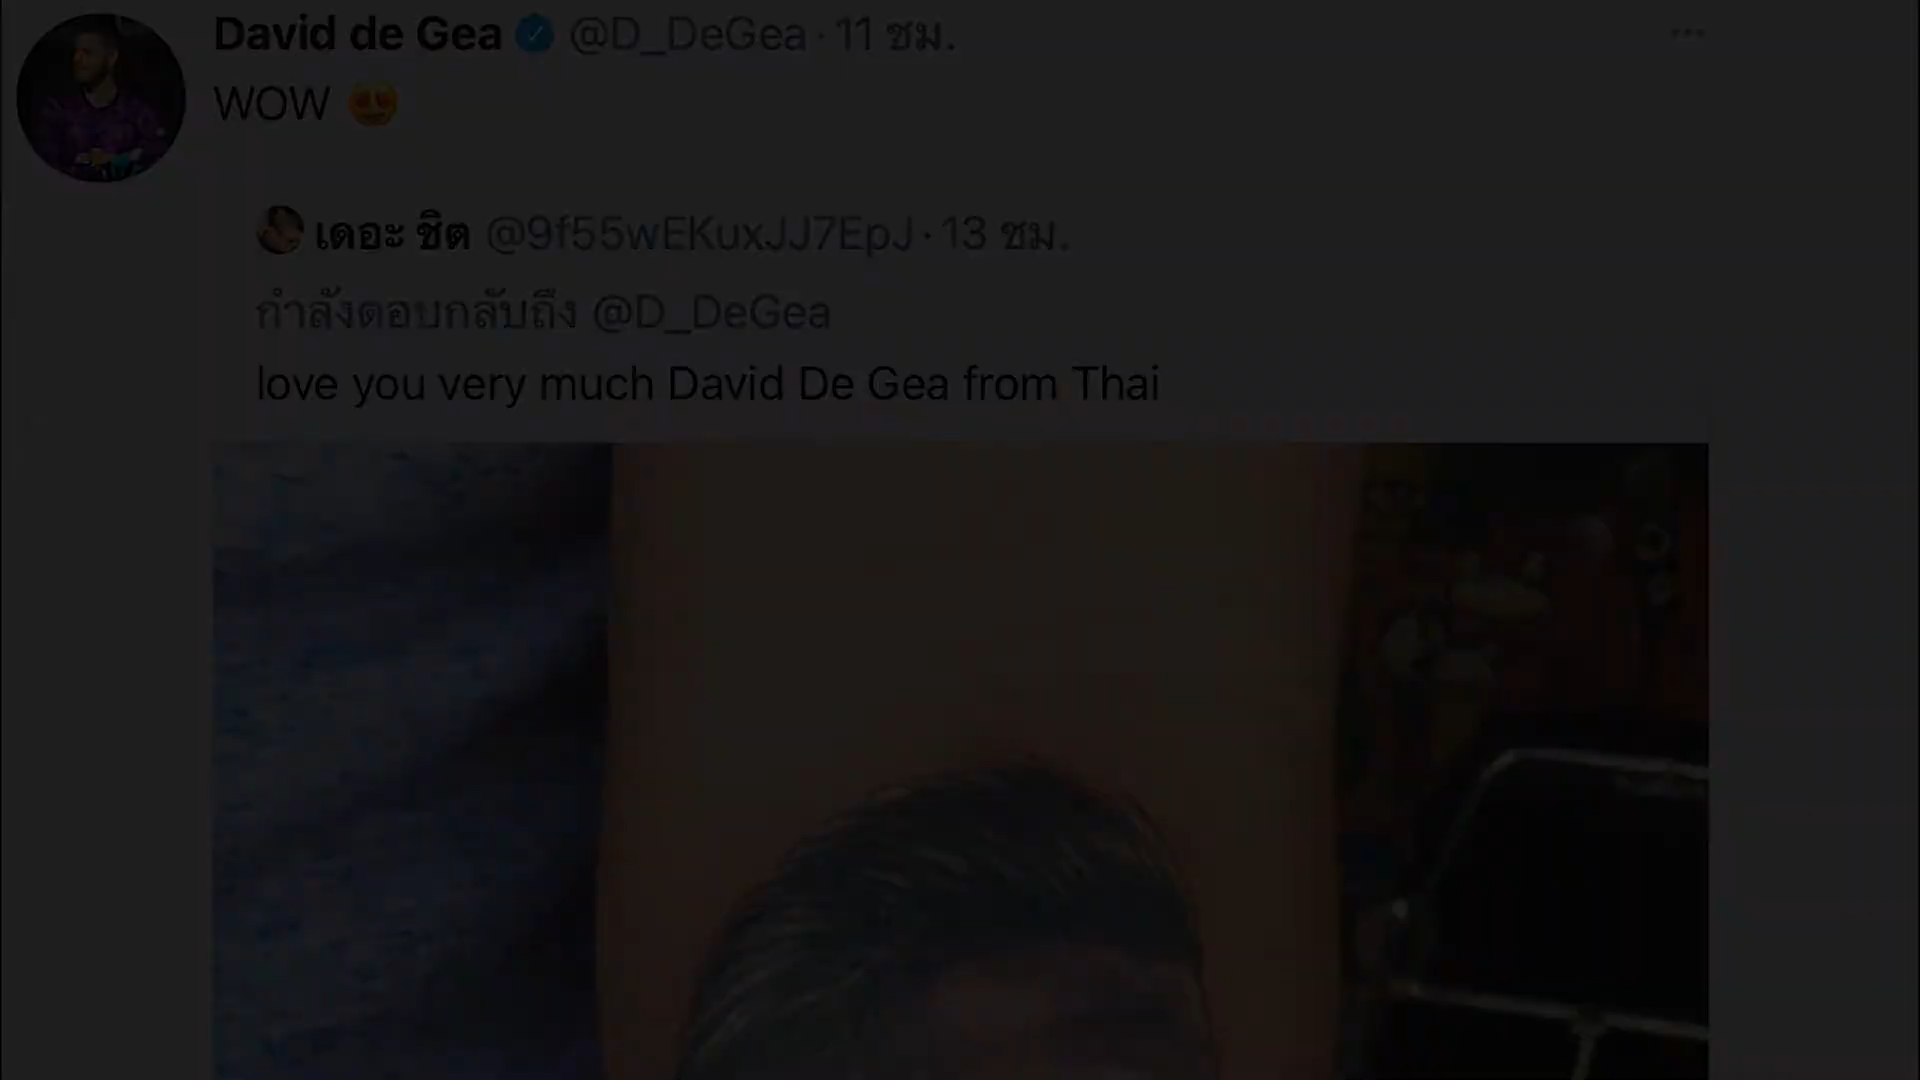 David de Gea @D_DeGea · 11 ชม.
WOW 😍
เดอะ ชิต @9f55wEKuxJJ7EpJ · 13 ชม.
กำลังตอบกลับถึง @D_DeGea
love you very much David De Gea from Thai